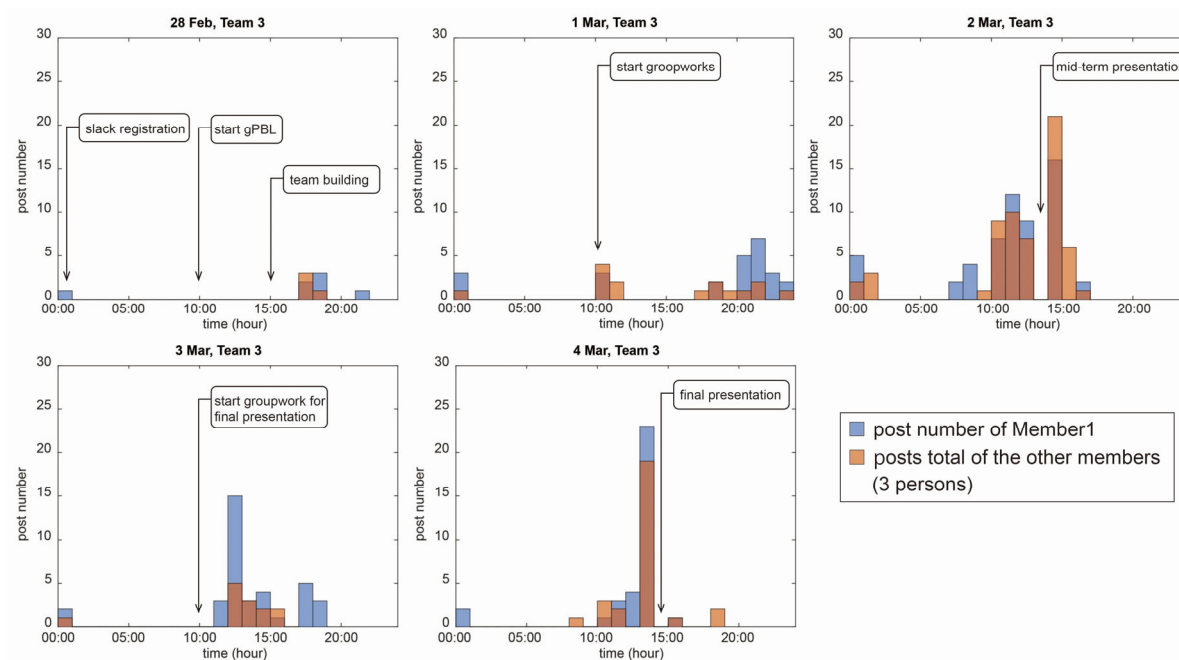 28 Feb, Team 3
30
25
20
15
10
5
0
post number
slack registration
start gPBL
team building
00:00
05:00
10:00
15:00
20:00
time (hour)
1 Mar, Team 3
30
25
20
15
10
5
0
post number
start groopworks
00:00
05:00
10:00
15:00
20:00
time (hour)
2 Mar, Team 3
30
25
20
15
10
5
0
post number
mid-term presentation
00:00
05:00
10:00
15:00
20:00
time (hour)
3 Mar, Team 3
30
25
20
15
10
5
0
post number
start groupwork for
final presentation
00:00
05:00
10:00
15:00
20:00
time (hour)
4 Mar, Team 3
30
25
20
15
10
5
0
post number
final presentation
00:00
05:00
10:00
15:00
20:00
time (hour)
post number of Member1
posts total of the other members
(3 persons)